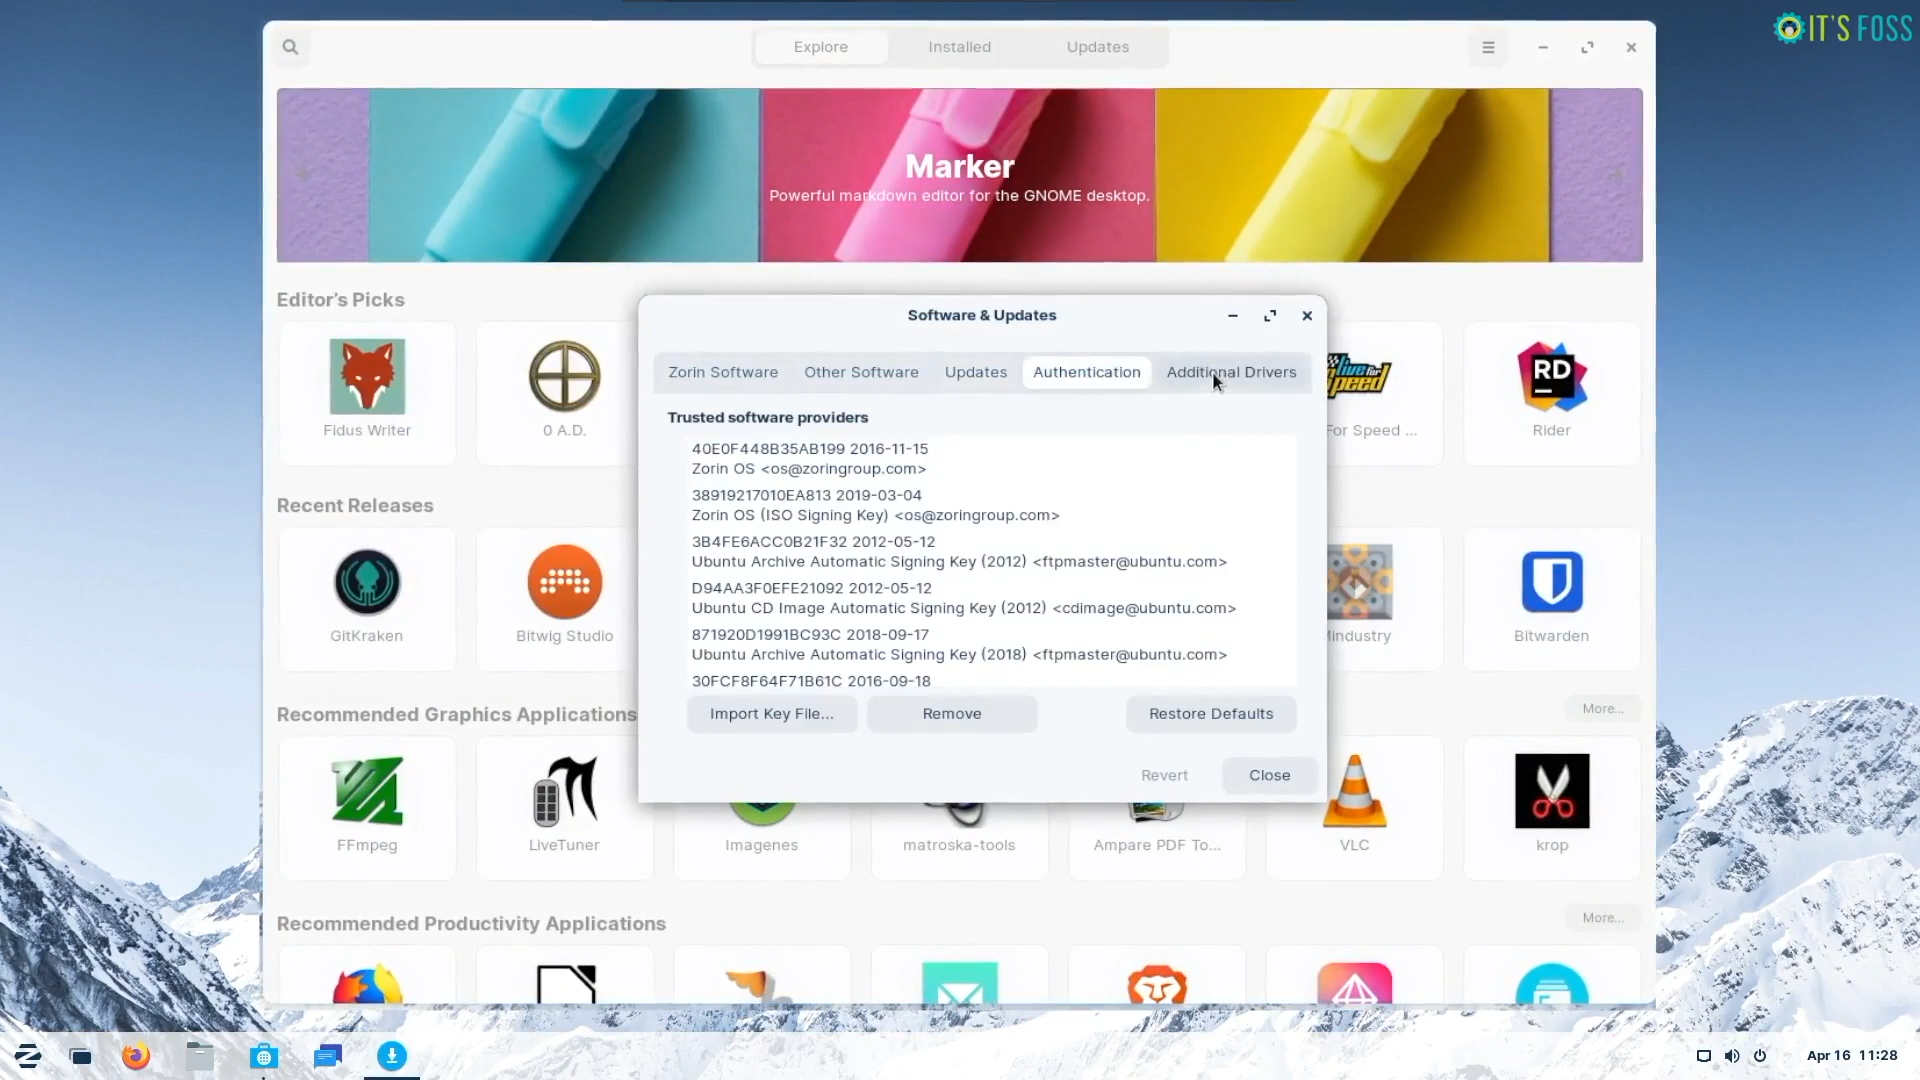 IT'S FOSS
Explore
Installed
Updates
Marker
Powerful markdown editor for the GNOME desktop.
Editor's Picks
Fidus Writer
0 A.D.
For Speed ...
RD
Rider
Software & Updates
Zorin Software
Other Software
Updates
Authentication
Additional Drivers
Trusted software providers
40E0F448B35AB199 2016-11-15
Zorin OS <os@zoringroup.com>
38919217010EA813 2019-03-04
Zorin OS (ISO Signing Key) <os@zoringroup.com>
3B4FE6ACC0B21F32 2012-05-12
Ubuntu Archive Automatic Signing Key (2012) <ftpmaster@ubuntu.com>
D94AA3F0EFE21092 2012-05-12
Ubuntu CD Image Automatic Signing Key (2012) <cdimage@ubuntu.com>
871920D1991BC93C 2018-09-17
Ubuntu Archive Automatic Signing Key (2018) <ftpmaster@ubuntu.com>
30FCF8F64F71B61C 2016-09-18
Import Key File...
Remove
Restore Defaults
Revert
Close
Recent Releases
GitKraken
Bitwig Studio
Mindustry
Bitwarden
Recommended Graphics Applications
More...
FFmpeg
LiveTuner
Imagenes
matroska-tools
Ampare PDF To...
VLC
krop
Recommended Productivity Applications
More...
Apr 16 11:28